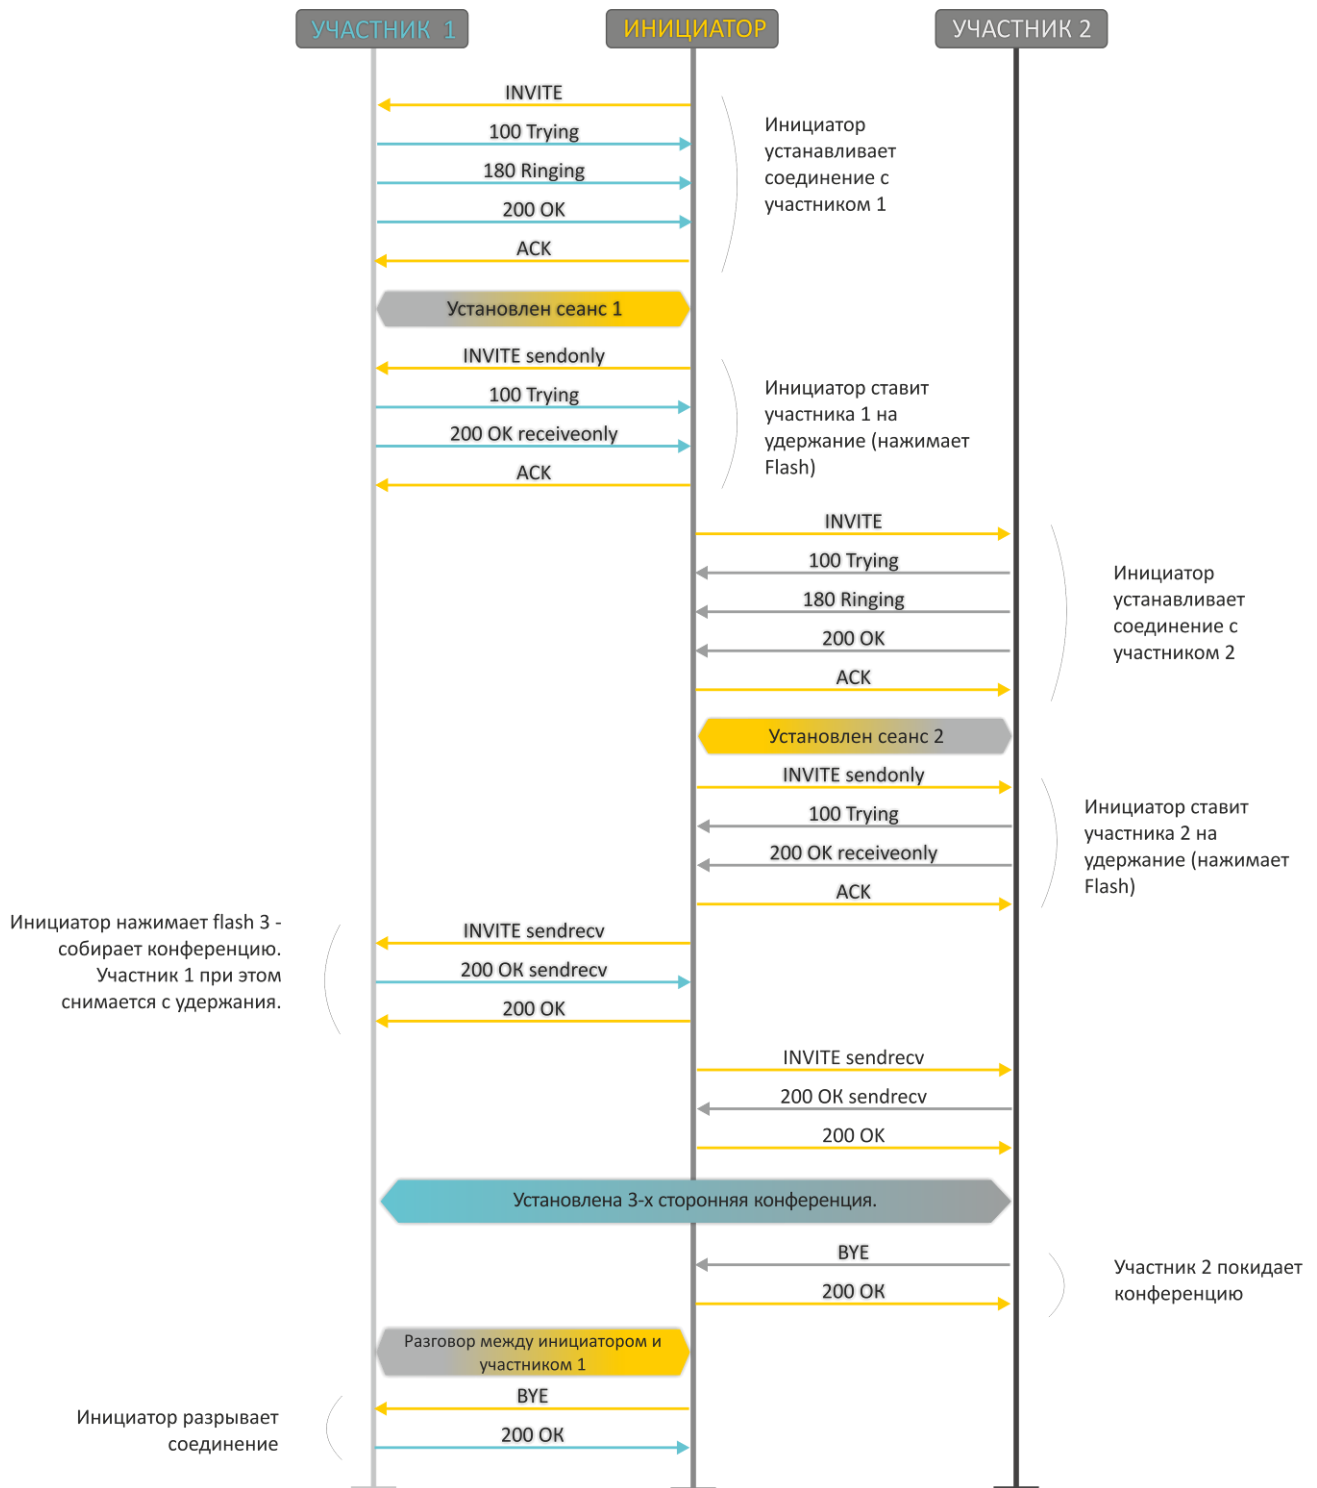 УЧАСТНИК 1
ИНИЦИАТОР
УЧАСТНИК 2
INVITE
100 Trying
180 Ringing
200 OK
ACK
Инициатор
устанавливает
соединение с
участником 1
Установлен сеанс 1
INVITE sendonly
100 Trying
200 OK receiveonly
ACK
Инициатор ставит
участника 1 на
удержание (нажимает
Flash)
INVITE
100 Trying
180 Ringing
200 OK
ACK
Инициатор
устанавливает
соединение с
участником 2
Установлен сеанс 2
INVITE sendonly
100 Trying
200 OK receiveonly
ACK
Инициатор ставит
участника 2 на
удержание (нажимает
Flash)
Инициатор нажимает flash 3 -
собирает конференцию.
Участник 1 при этом
снимается с удержания.
INVITE sendrecv
200 OK sendrecv
200 OK
INVITE sendrecv
200 OK sendrecv
200 OK
Установлена 3-х сторонняя конференция.
BYE
200 OK
Участник 2 покидает
конференцию
Разговор между инициатором и
участником 1
BYE
200 OK
Инициатор разрывает
соединение